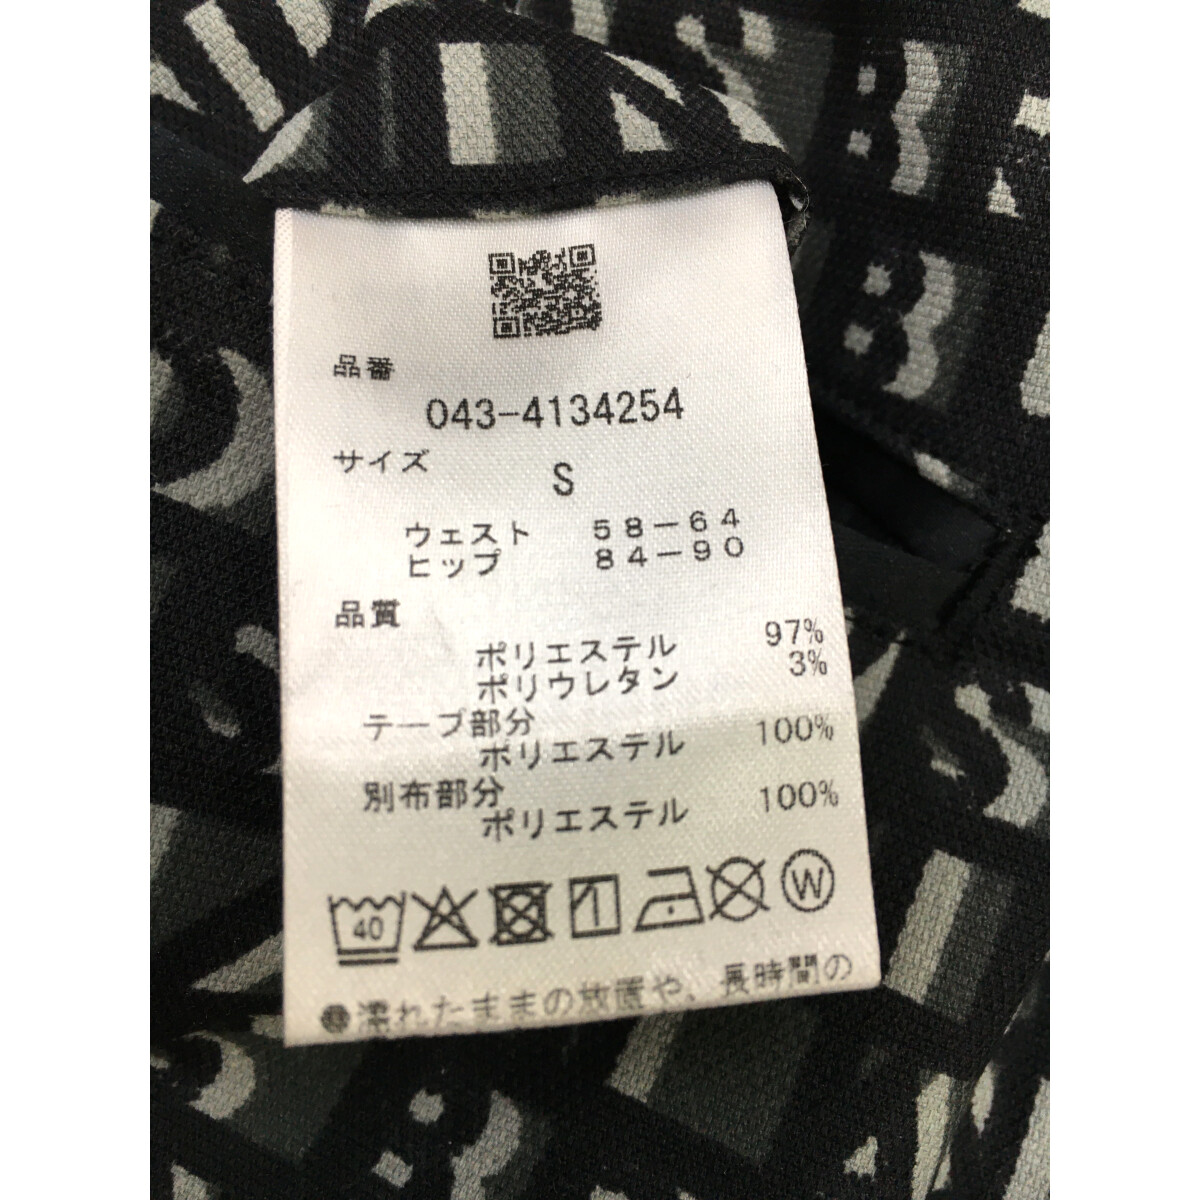 品番
043-4134254
サイズ
S
ウェスト 58-64
ヒップ 84-90
品質
ポリエステル 97%
ポリウレタン 3%
テープ部分
ポリエステル 100%
別布部分
ポリエステル 100%
40 W
●濡れたままの放置や、長時間の